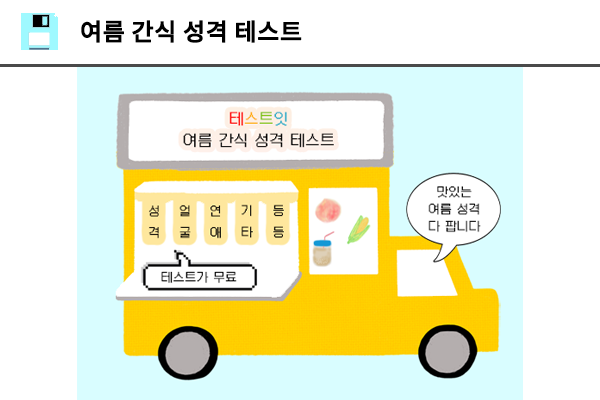 여름 간식 성격 테스트
테스트잇
여름 간식 성격 테스트
성격
얼굴
연애
기타
등등
테스트가 무료
맛있는
여름 성격
다 팝니다